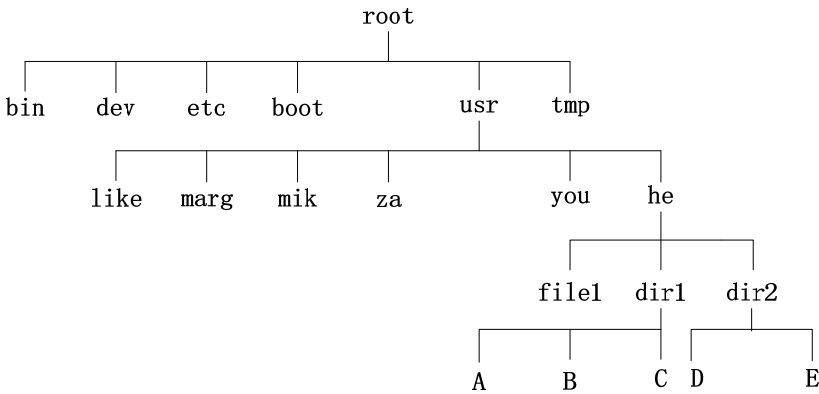 root
bin dev etc boot usr tmp
like marg mik za you he
file1 dir1 dir2
A B C D E